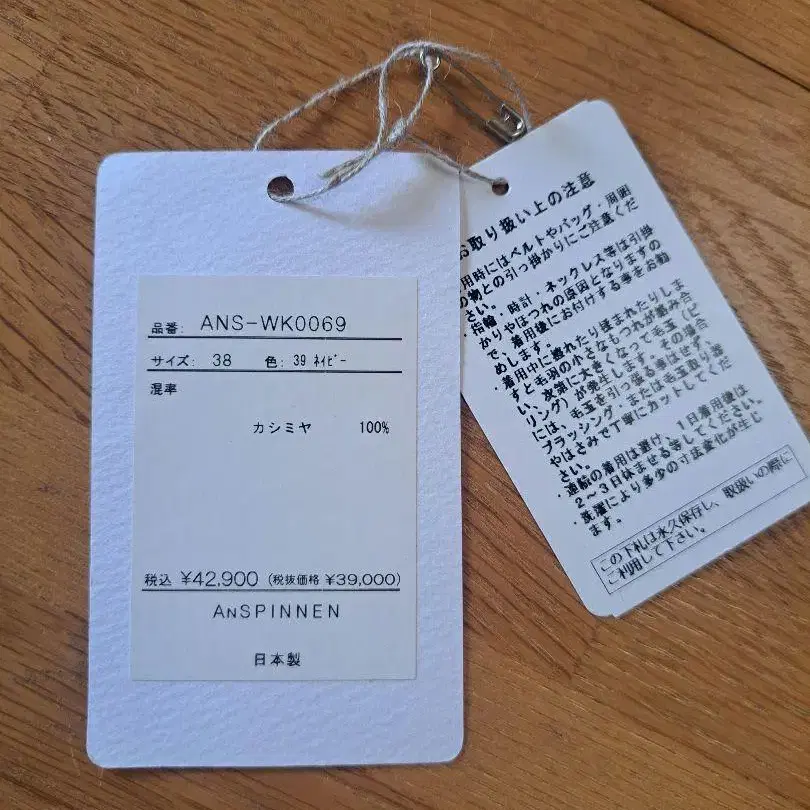 品番: ANS-WK0069
サイズ: 38 色: 39 ﾈｲﾋﾞｰ
混率
カシミヤ 100%
税込 ¥42,900 (税抜価格 ¥39,000)
ANSPINNEN
日本製
お取り扱い上の注意
用時にはベルトやバッグ・周囲
の物との引っ掛かりにご注意くだ
さい。
・指輪・時計・ネックレス等は引掛
かりやほつれの原因となりますの
で、着用後にお付けする事をお勧
めします。
・着用中に擦れたり揉まれたりしま
すと毛羽の小さなもつれが絡み合
い、次第に大きくなって毛玉(ピ
リング)が発生します。その場合
には、毛玉を引っ張る等はせず、
ブラッシング、または毛玉取り器
やはさみで丁寧にカットしてくだ
さい。
・連続の着用は避け、1日着用後は
2〜3日休ませる等してください。
・洗濯により多少の寸法変化が生じ
ます。
この下札は永久保存し、取扱いの際に
ご利用して下さい。